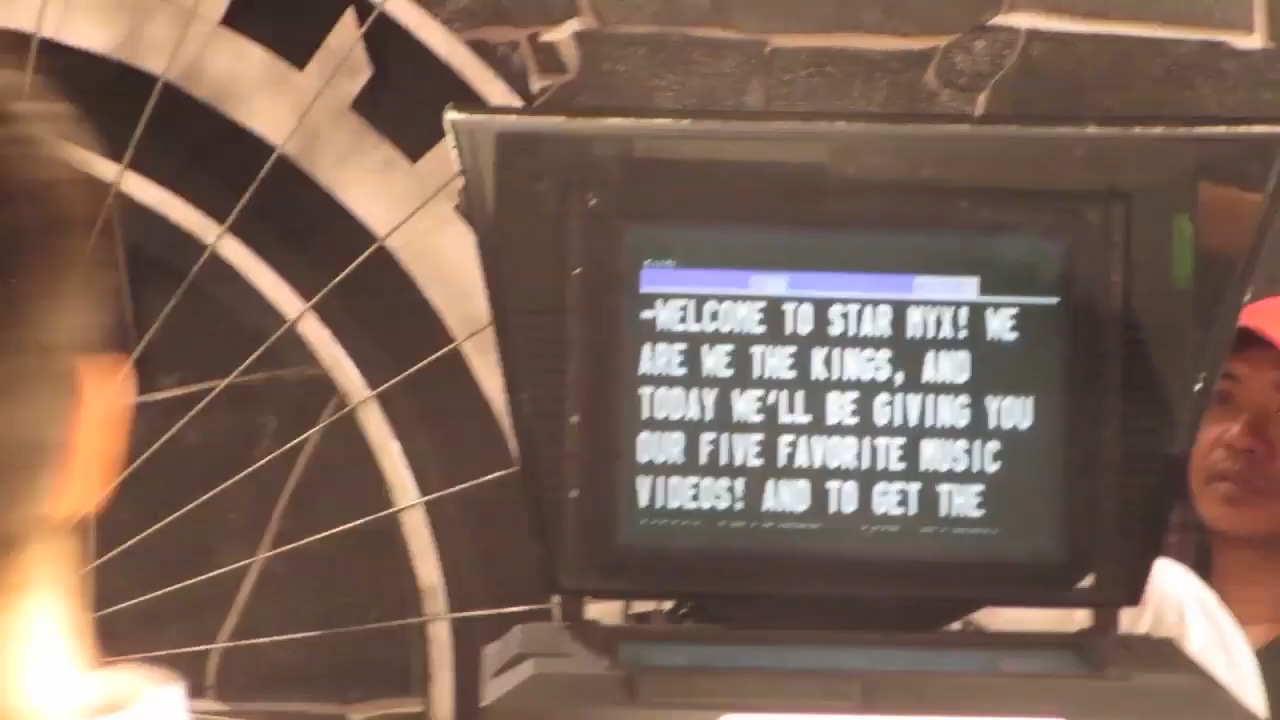 -WELCOME TO STAR MYX! WE
ARE WE THE KINGS, AND
TODAY WE'LL BE GIVING YOU
OUR FIVE FAVORITE MUSIC
VIDEOS! AND TO GET THE